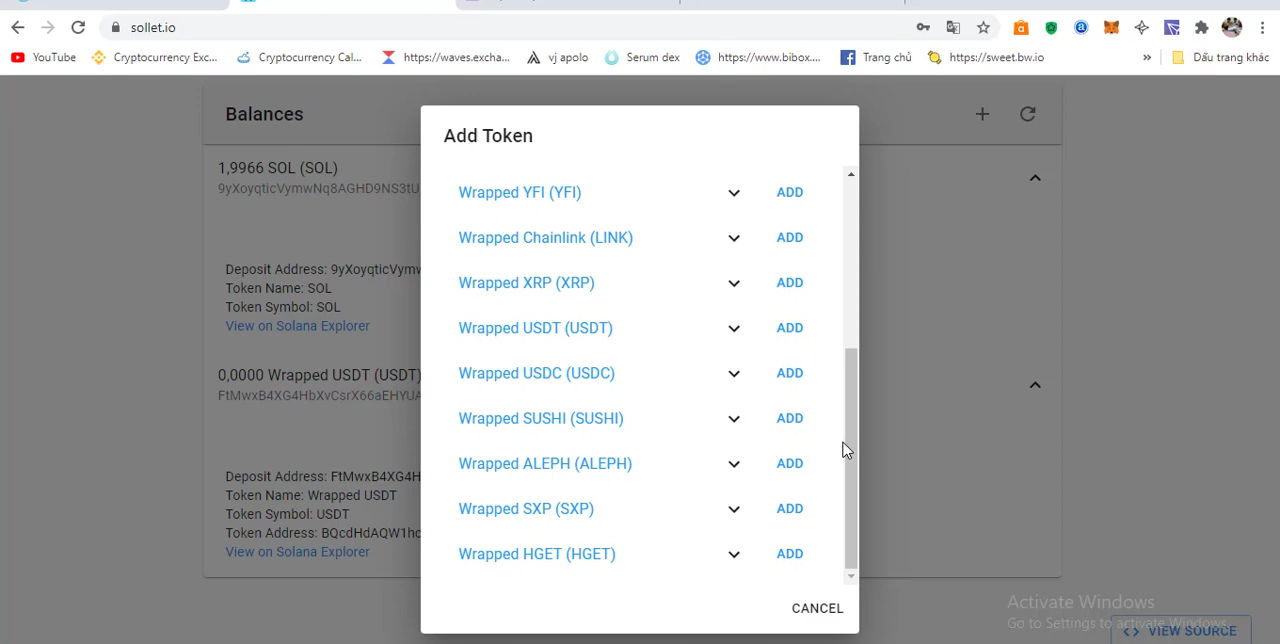 sollet.io
YouTube
Cryptocurrency Exc...
Cryptocurrency Cal...
https://waves.excha...
vj apolo
Serum dex
https://www.bibox....
Trang chủ
https://sweet.bw.io
»
Dấu trang khác
Balances
1,9966 SOL (SOL)
9yXoyqticVymwNq8AGHD9NS3tU
Deposit Address: 9yXoyqticVymw
Token Name: SOL
Token Symbol: SOL
View on Solana Explorer
0,0000 Wrapped USDT (USDT)
FtMwxB4XG4HbXvCsrX66aEHYUA
Deposit Address: FtMwxB4XG4H
Token Name: Wrapped USDT
Token Symbol: USDT
Token Address: BQcdHdAQW1hc
View on Solana Explorer
Add Token
Wrapped YFI (YFI) ADD
Wrapped Chainlink (LINK) ADD
Wrapped XRP (XRP) ADD
Wrapped USDT (USDT) ADD
Wrapped USDC (USDC) ADD
Wrapped SUSHI (SUSHI) ADD
Wrapped ALEPH (ALEPH) ADD
Wrapped SXP (SXP) ADD
Wrapped HGET (HGET) ADD
CANCEL
Activate Windows
Go to Settings to activate Windows.
<> VIEW SOURCE